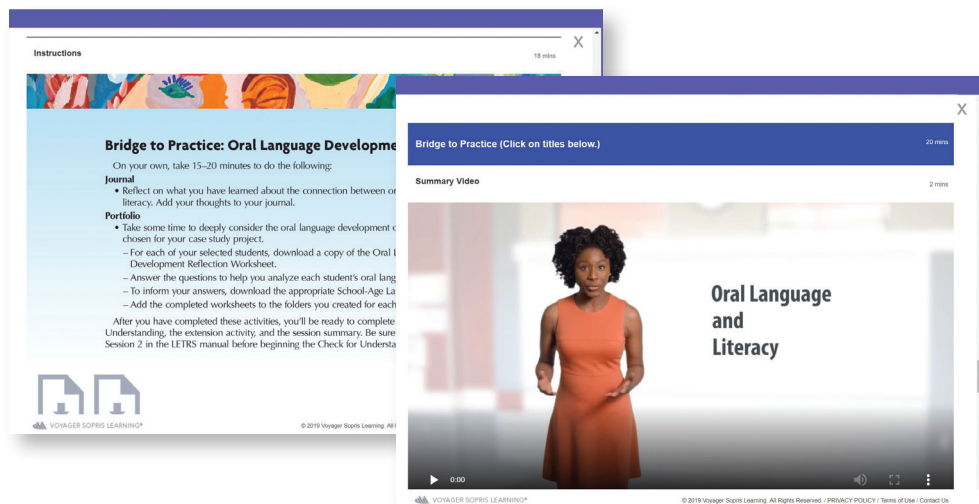 Instructions
18 mins
X
Bridge to Practice: Oral Language Developme
On your own, take 15–20 minutes to do the following:
Journal
• Reflect on what you have learned about the connection between or
literacy. Add your thoughts to your journal.
Portfolio
• Take some time to deeply consider the oral language development o
chosen for your case study project.
– For each of your selected students, download a copy of the Oral L
Development Reflection Worksheet.
– Answer the questions to help you analyze each student's oral lang
– To inform your answers, download the appropriate School-Age La
– Add the completed worksheets to the folders you created for each
After you have completed these activities, you'll be ready to complete
Understanding, the extension activity, and the session summary. Be sure
Session 2 in the LETRS manual before beginning the Check for Understa
VOYAGER SOPRIS LEARNING®
© 2019 Voyager Sopris Learning. All
X
Bridge to Practice (Click on titles below.)
20 mins
Summary Video
2 mins
Oral Language
and
Literacy
0:00
VOYAGER SOPRIS LEARNING®
© 2019 Voyager Sopris Learning. All Rights Reserved. / PRIVACY POLICY / Terms of Use / Contact Us